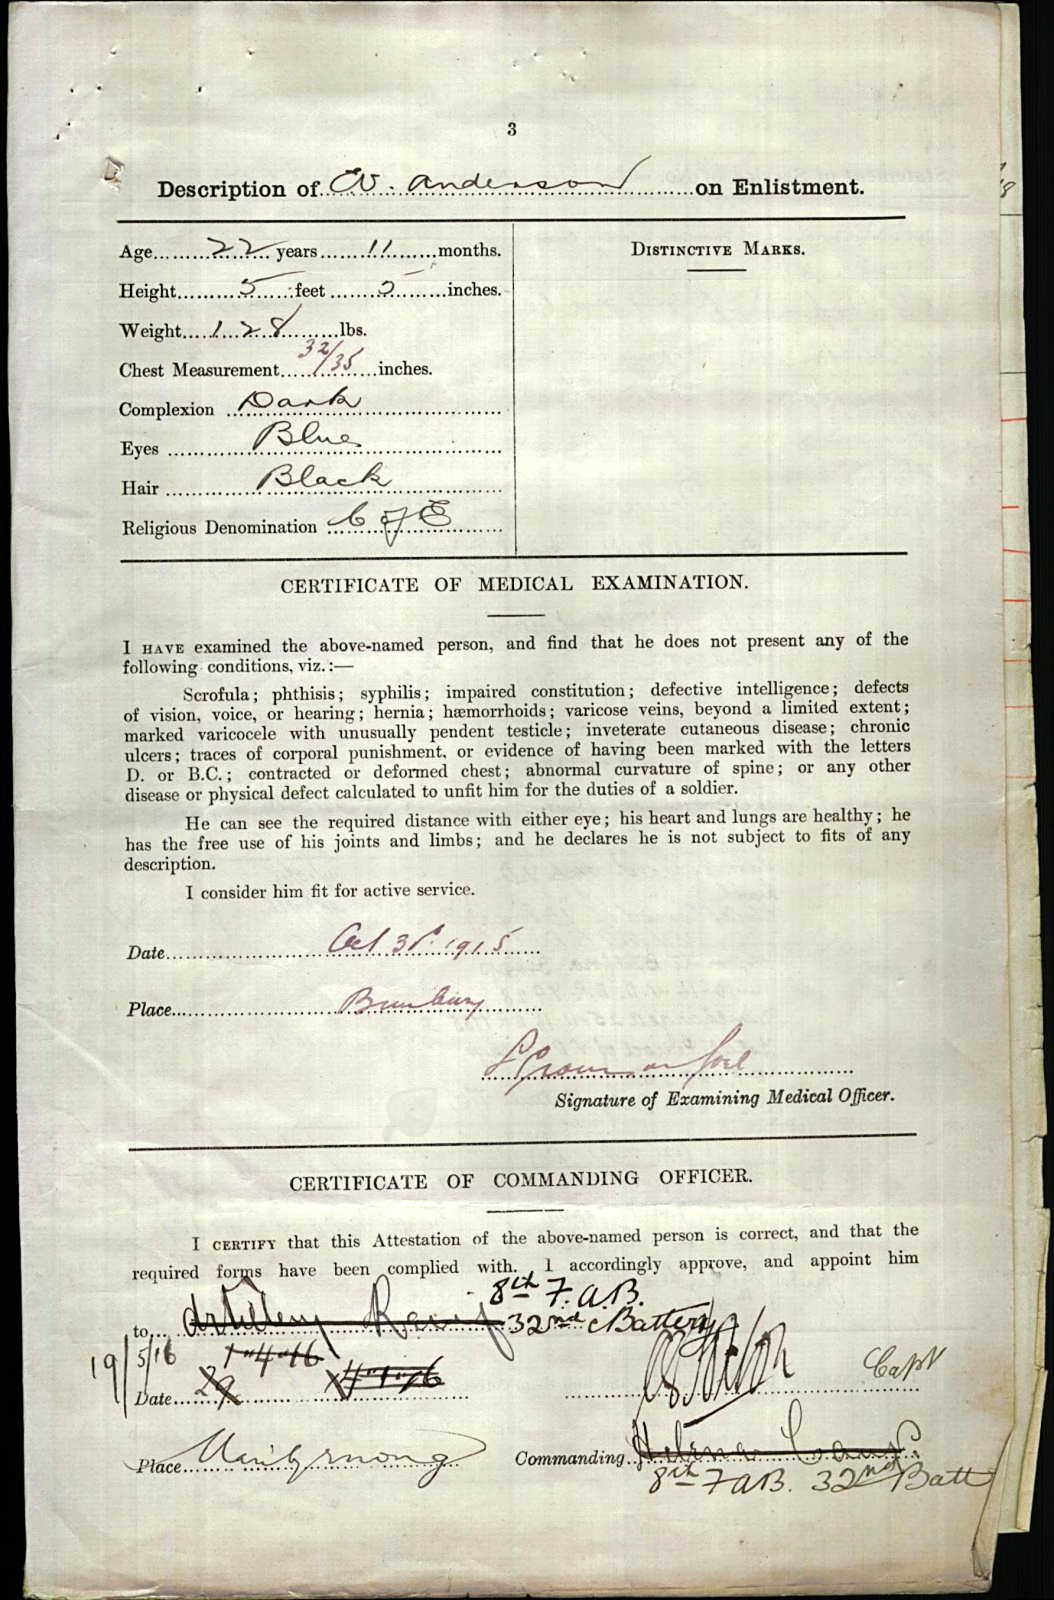 3
Description of W. Anderson on Enlistment.
Age 22 years 11 months.
Height 5 feet 5 inches.
Weight 128 lbs.
Chest Measurement 32/35 inches.
Complexion Dark
Eyes Blue
Hair Black
Religious Denomination C of E
DISTINCTIVE MARKS.
CERTIFICATE OF MEDICAL EXAMINATION.
I HAVE examined the above-named person, and find that he does not present any of the
following conditions, viz.:—
Scrofula; phthisis; syphilis; impaired constitution; defective intelligence; defects
of vision, voice, or hearing; hernia; hæmorrhoids; varicose veins, beyond a limited extent;
marked varicocele with unusually pendent testicle; inveterate cutaneous disease; chronic
ulcers; traces of corporal punishment, or evidence of having been marked with the letters
D. or B.C.; contracted or deformed chest; abnormal curvature of spine; or any other
disease or physical defect calculated to unfit him for the duties of a soldier.
He can see the required distance with either eye; his heart and lungs are healthy; he
has the free use of his joints and limbs; and he declares he is not subject to fits of any
description.
I consider him fit for active service.
Date Oct 1915
Place Bunbury
Signature of Examining Medical Officer.
CERTIFICATE OF COMMANDING OFFICER.
I CERTIFY that this Attestation of the above-named person is correct, and that the
required forms have been complied with. I accordingly approve, and appoint him
8th F.A.B.
to Artillery 32nd Battery
19/5/16 1-4-16
Date 29 Capt
Place Maribyrnong Commanding Helena Camp
8th FAB. 32nd Batt